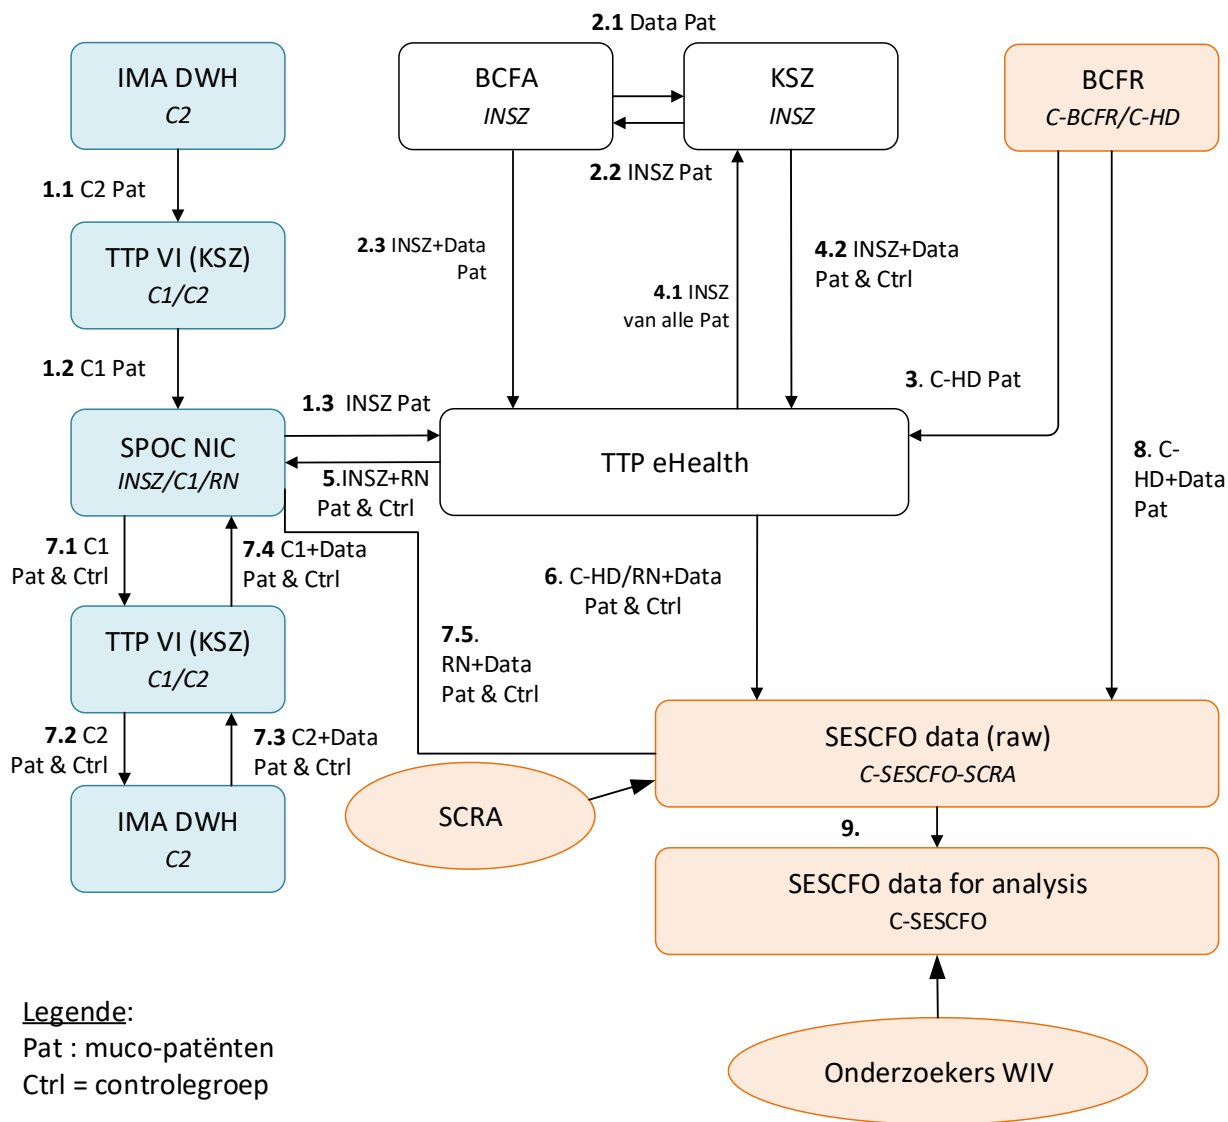 2.1 Data Pat
IMA DWH
C2
BCFA
INSZ
KSZ
INSZ
BCFR
C-BCFR/C-HD
1.1 C2 Pat
2.2 INSZ Pat
TTP VI (KSZ)
C1/C2
2.3 INSZ+Data
Pat
4.1 INSZ
van alle Pat
4.2 INSZ+Data
Pat & Ctrl
1.2 C1 Pat
3. C-HD Pat
1.3 INSZ Pat
SPOC NIC
INSZ/C1/RN
TTP eHealth
5.INSZ+RN
Pat & Ctrl
8. C-
HD+Data
Pat
7.1 C1
Pat & Ctrl
7.4 C1+Data
Pat & Ctrl
6. C-HD/RN+Data
Pat & Ctrl
TTP VI (KSZ)
C1/C2
7.5.
RN+Data
Pat & Ctrl
7.2 C2
Pat & Ctrl
7.3 C2+Data
Pat & Ctrl
SESCFO data (raw)
C-SESCFO-SCRA
IMA DWH
C2
SCRA
9.
SESCFO data for analysis
C-SESCFO
Legende:
Pat : muco-patënten
Ctrl = controlegroep
Onderzoekers WIV